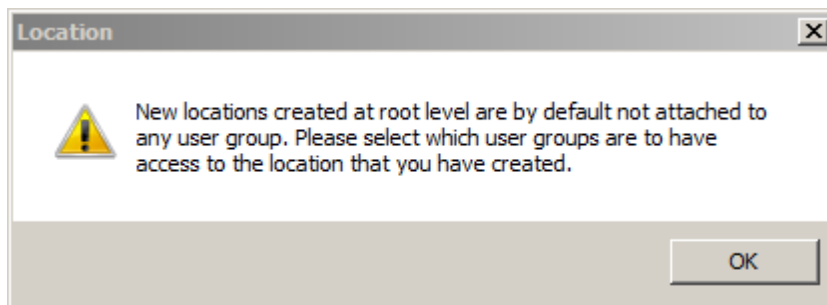 Location
New locations created at root level are by default not attached to
any user group. Please select which user groups are to have
access to the location that you have created.
OK